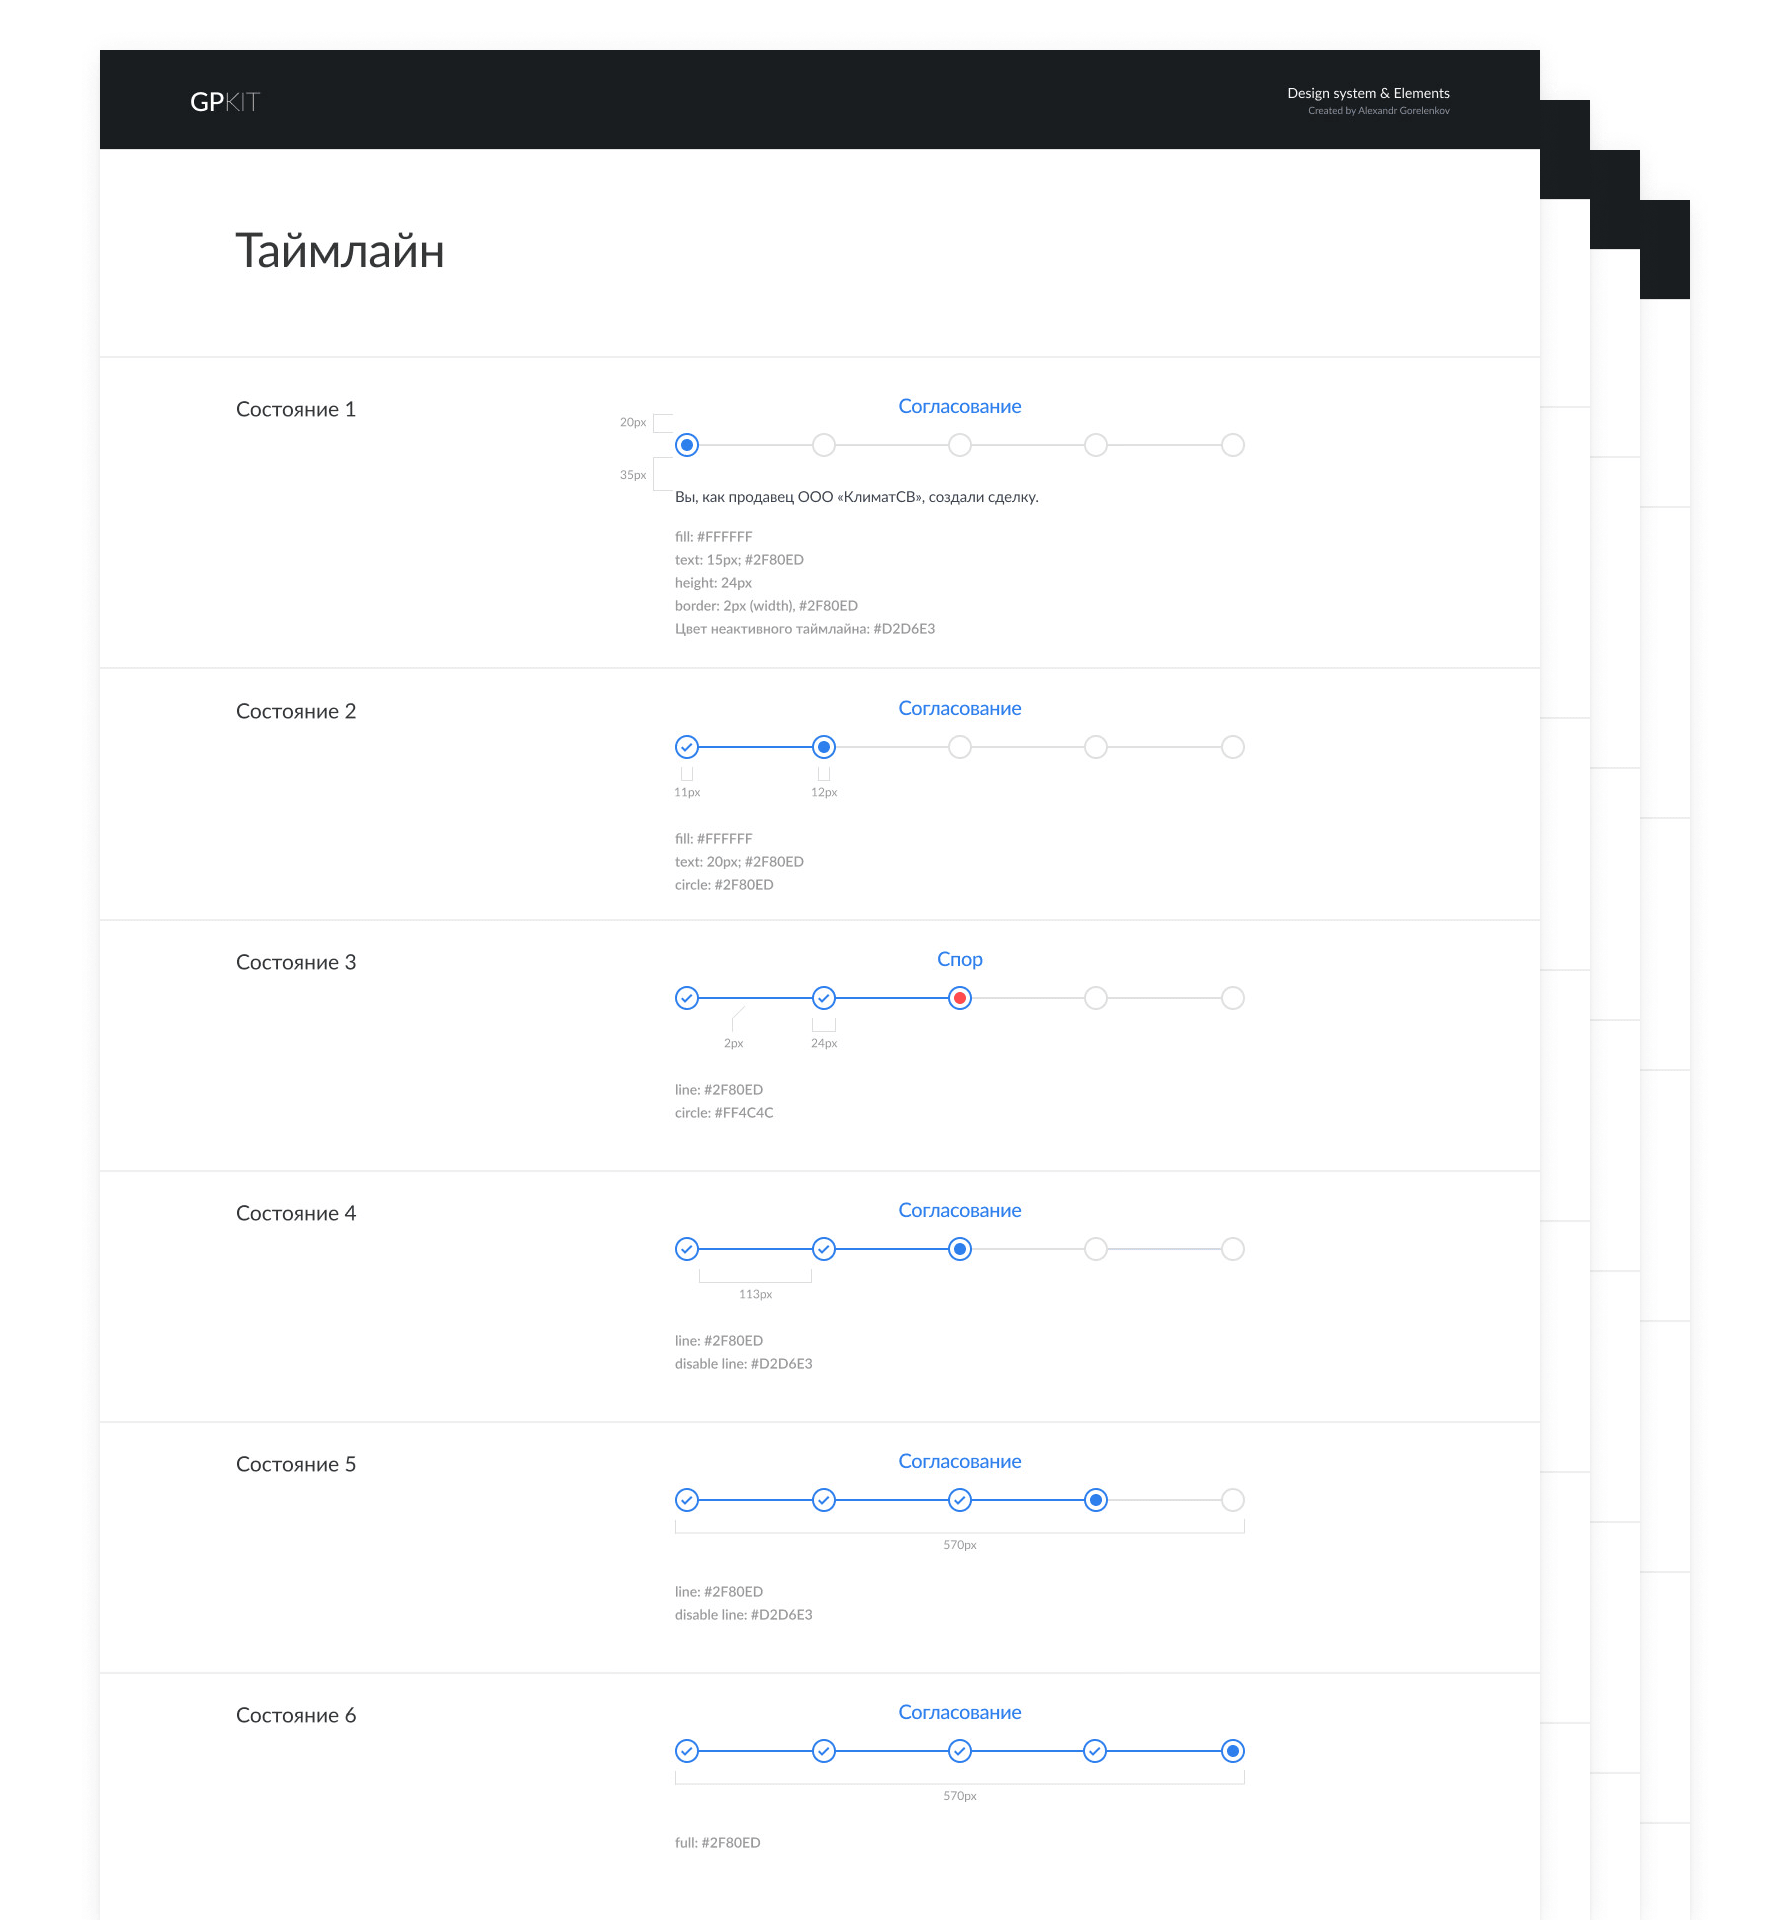 GPKIT
Design system & Elements
Created by Alexandr Gorelenkov
Таймлайн
Состояние 1
Согласование
20px
35px
Вы, как продавец ООО «КлиматСВ», создали сделку.
fill: #FFFFFF
text: 15px; #2F80ED
height: 24px
border: 2px (width), #2F80ED
Цвет неактивного таймлайна: #D2D6E3
Состояние 2
Согласование
11px
12px
fill: #FFFFFF
text: 20px; #2F80ED
circle: #2F80ED
Состояние 3
Спор
2px
24px
line: #2F80ED
circle: #FF4C4C
Состояние 4
Согласование
113px
line: #2F80ED
disable line: #D2D6E3
Состояние 5
Согласование
570px
line: #2F80ED
disable line: #D2D6E3
Состояние 6
Согласование
570px
full: #2F80ED